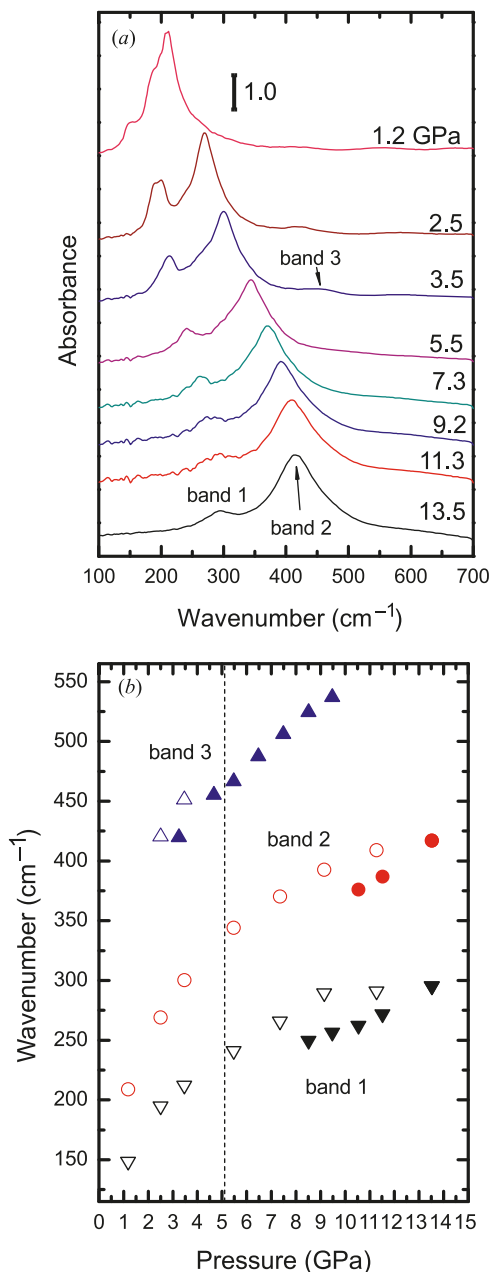 (a)
1.0
1.2 GPa
2.5
band 3
3.5
5.5
7.3
9.2
11.3
band 1
13.5
band 2
Absorbance
100 200 300 400 500 600 700
Wavenumber (cm−1)
(b)
550
band 3
500
450
band 2
400
350
300
250
band 1
200
150
Wavenumber (cm−1)
0 1 2 3 4 5 6 7 8 9 10 11 12 13 14 15
Pressure (GPa)